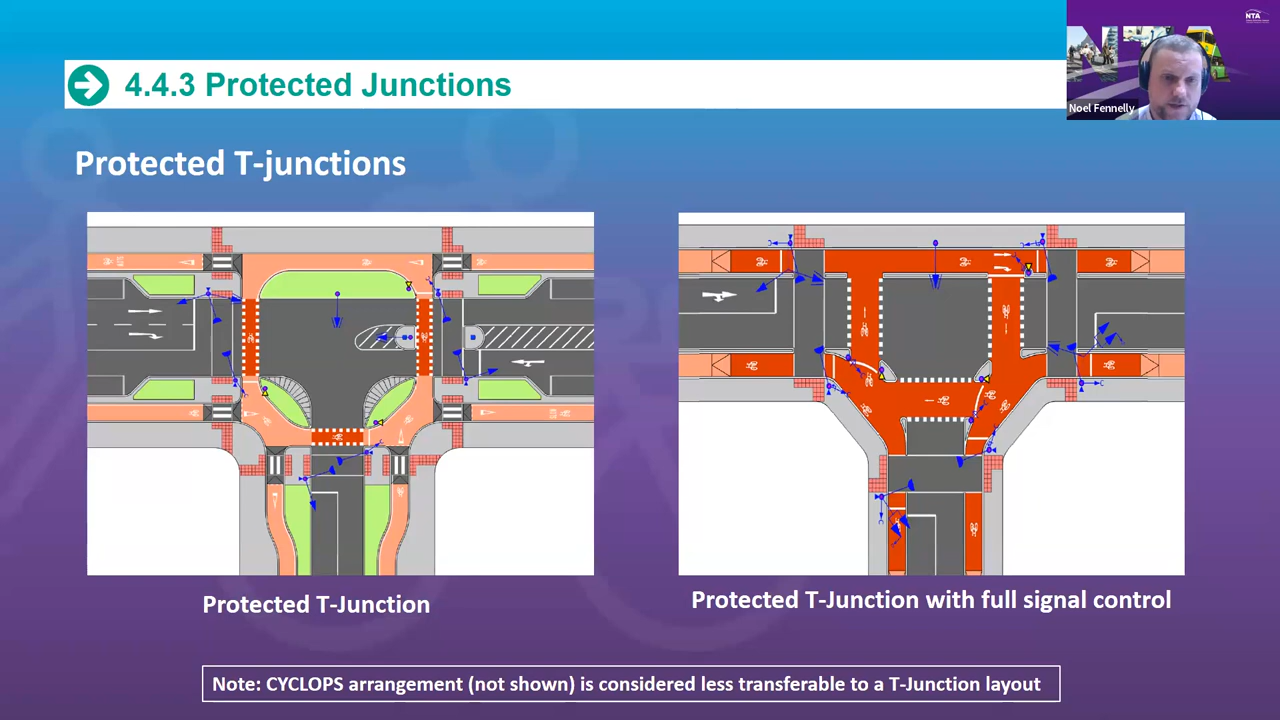 NTA
NTA
Noel Fennelly
4.4.3 Protected Junctions
Protected T-junctions
Protected T-Junction
Protected T-Junction with full signal control
Note: CYCLOPS arrangement (not shown) is considered less transferable to a T-Junction layout